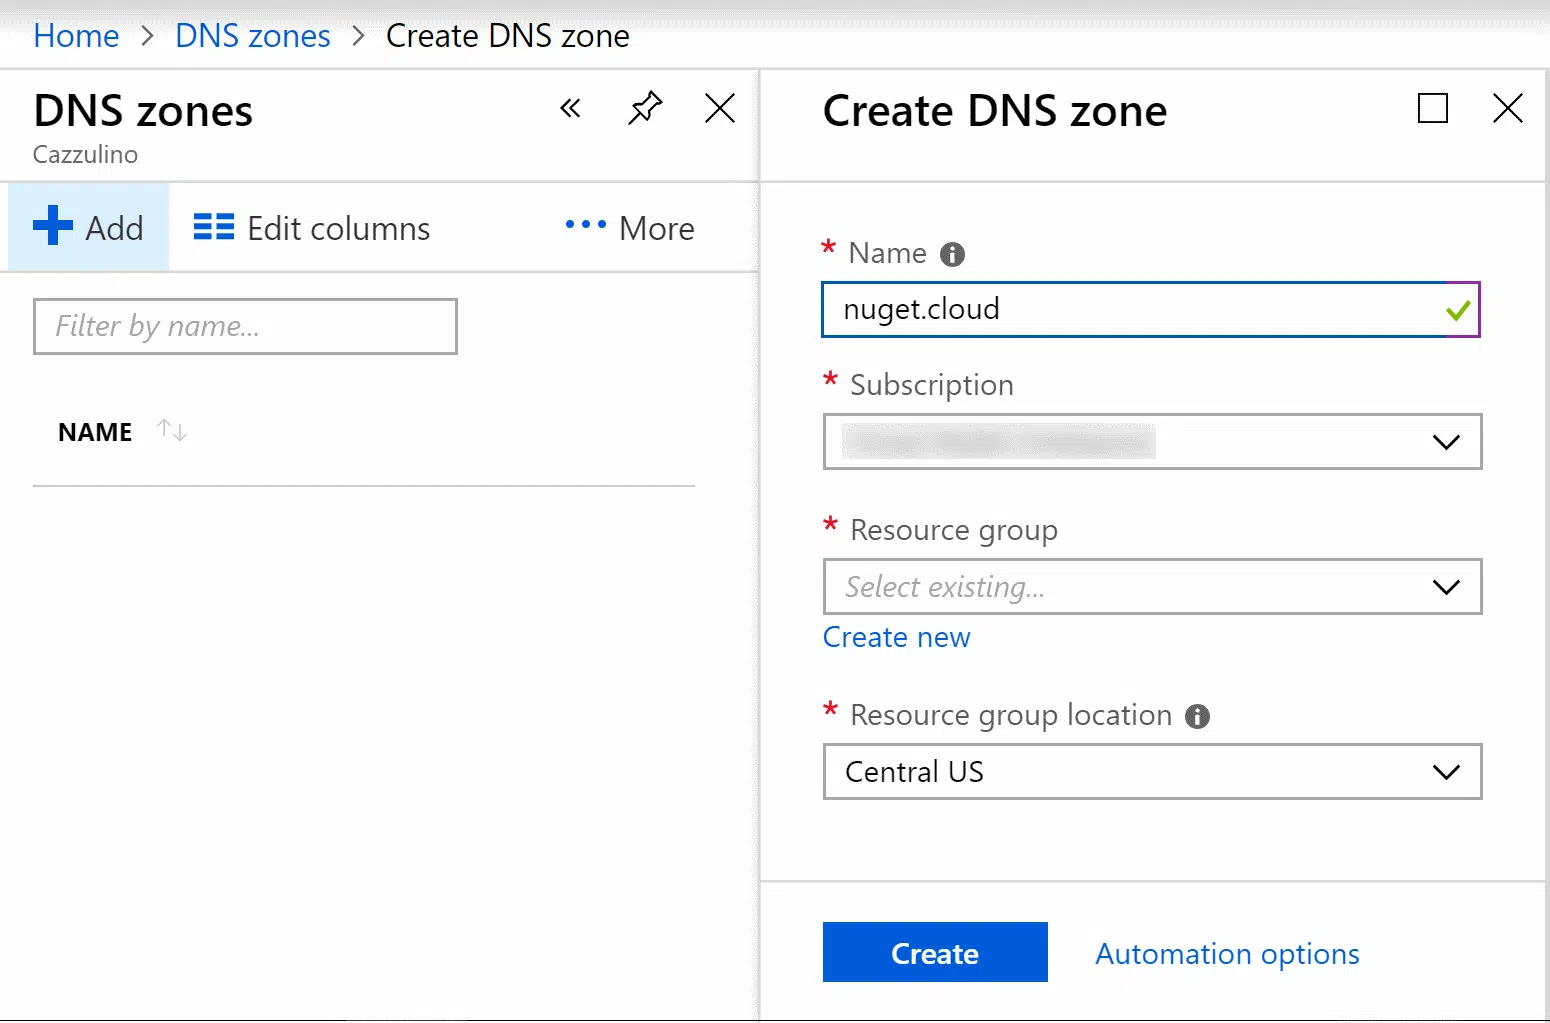 Home > DNS zones > Create DNS zone
DNS zones
Cazzulino
Add
Edit columns
More
Filter by name...
NAME
Create DNS zone
* Name
nuget.cloud
* Subscription
* Resource group
Select existing...
Create new
* Resource group location
Central US
Create
Automation options